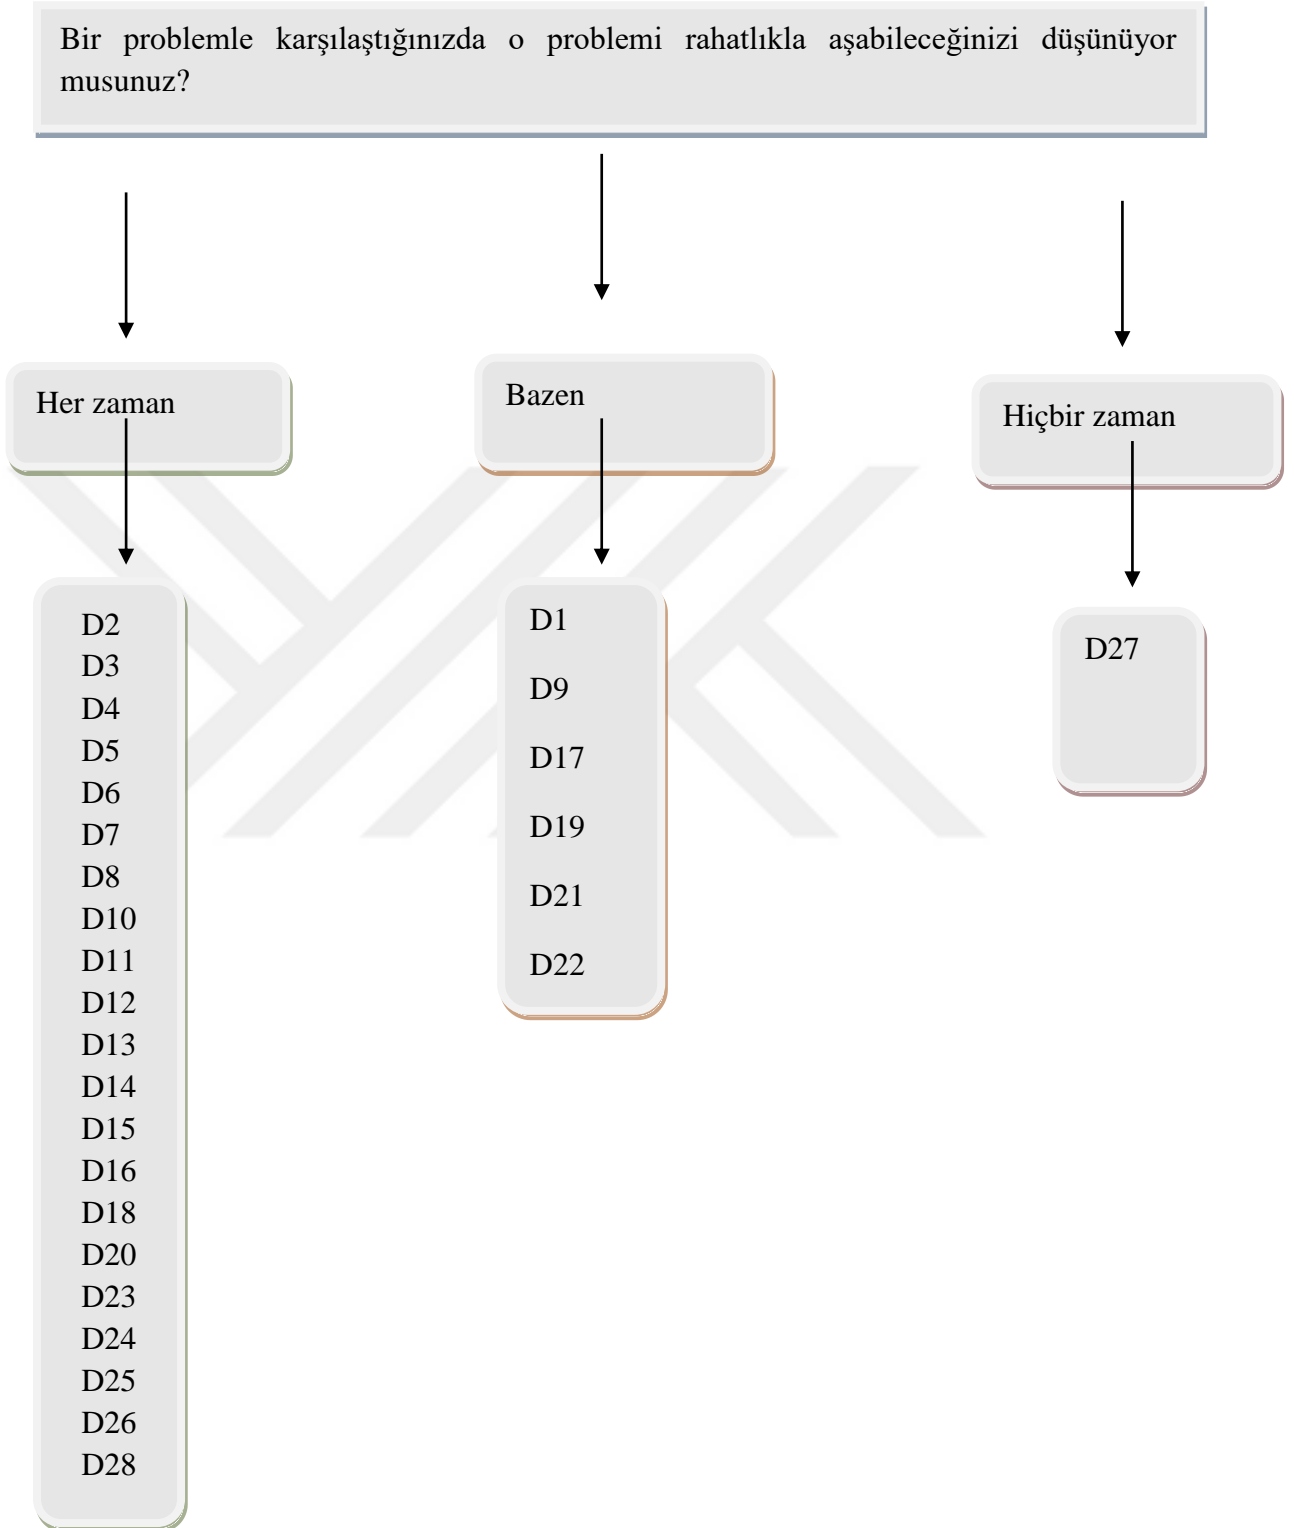 Bir problemle karşılaştığınızda o problemi rahatlıkla aşabileceğinizi düşünüyor
musunuz?
Her zaman
Bazen
Hiçbir zaman
D2
D3
D4
D5
D6
D7
D8
D10
D11
D12
D13
D14
D15
D16
D18
D20
D23
D24
D25
D26
D28
D1
D9
D17
D19
D21
D22
D27